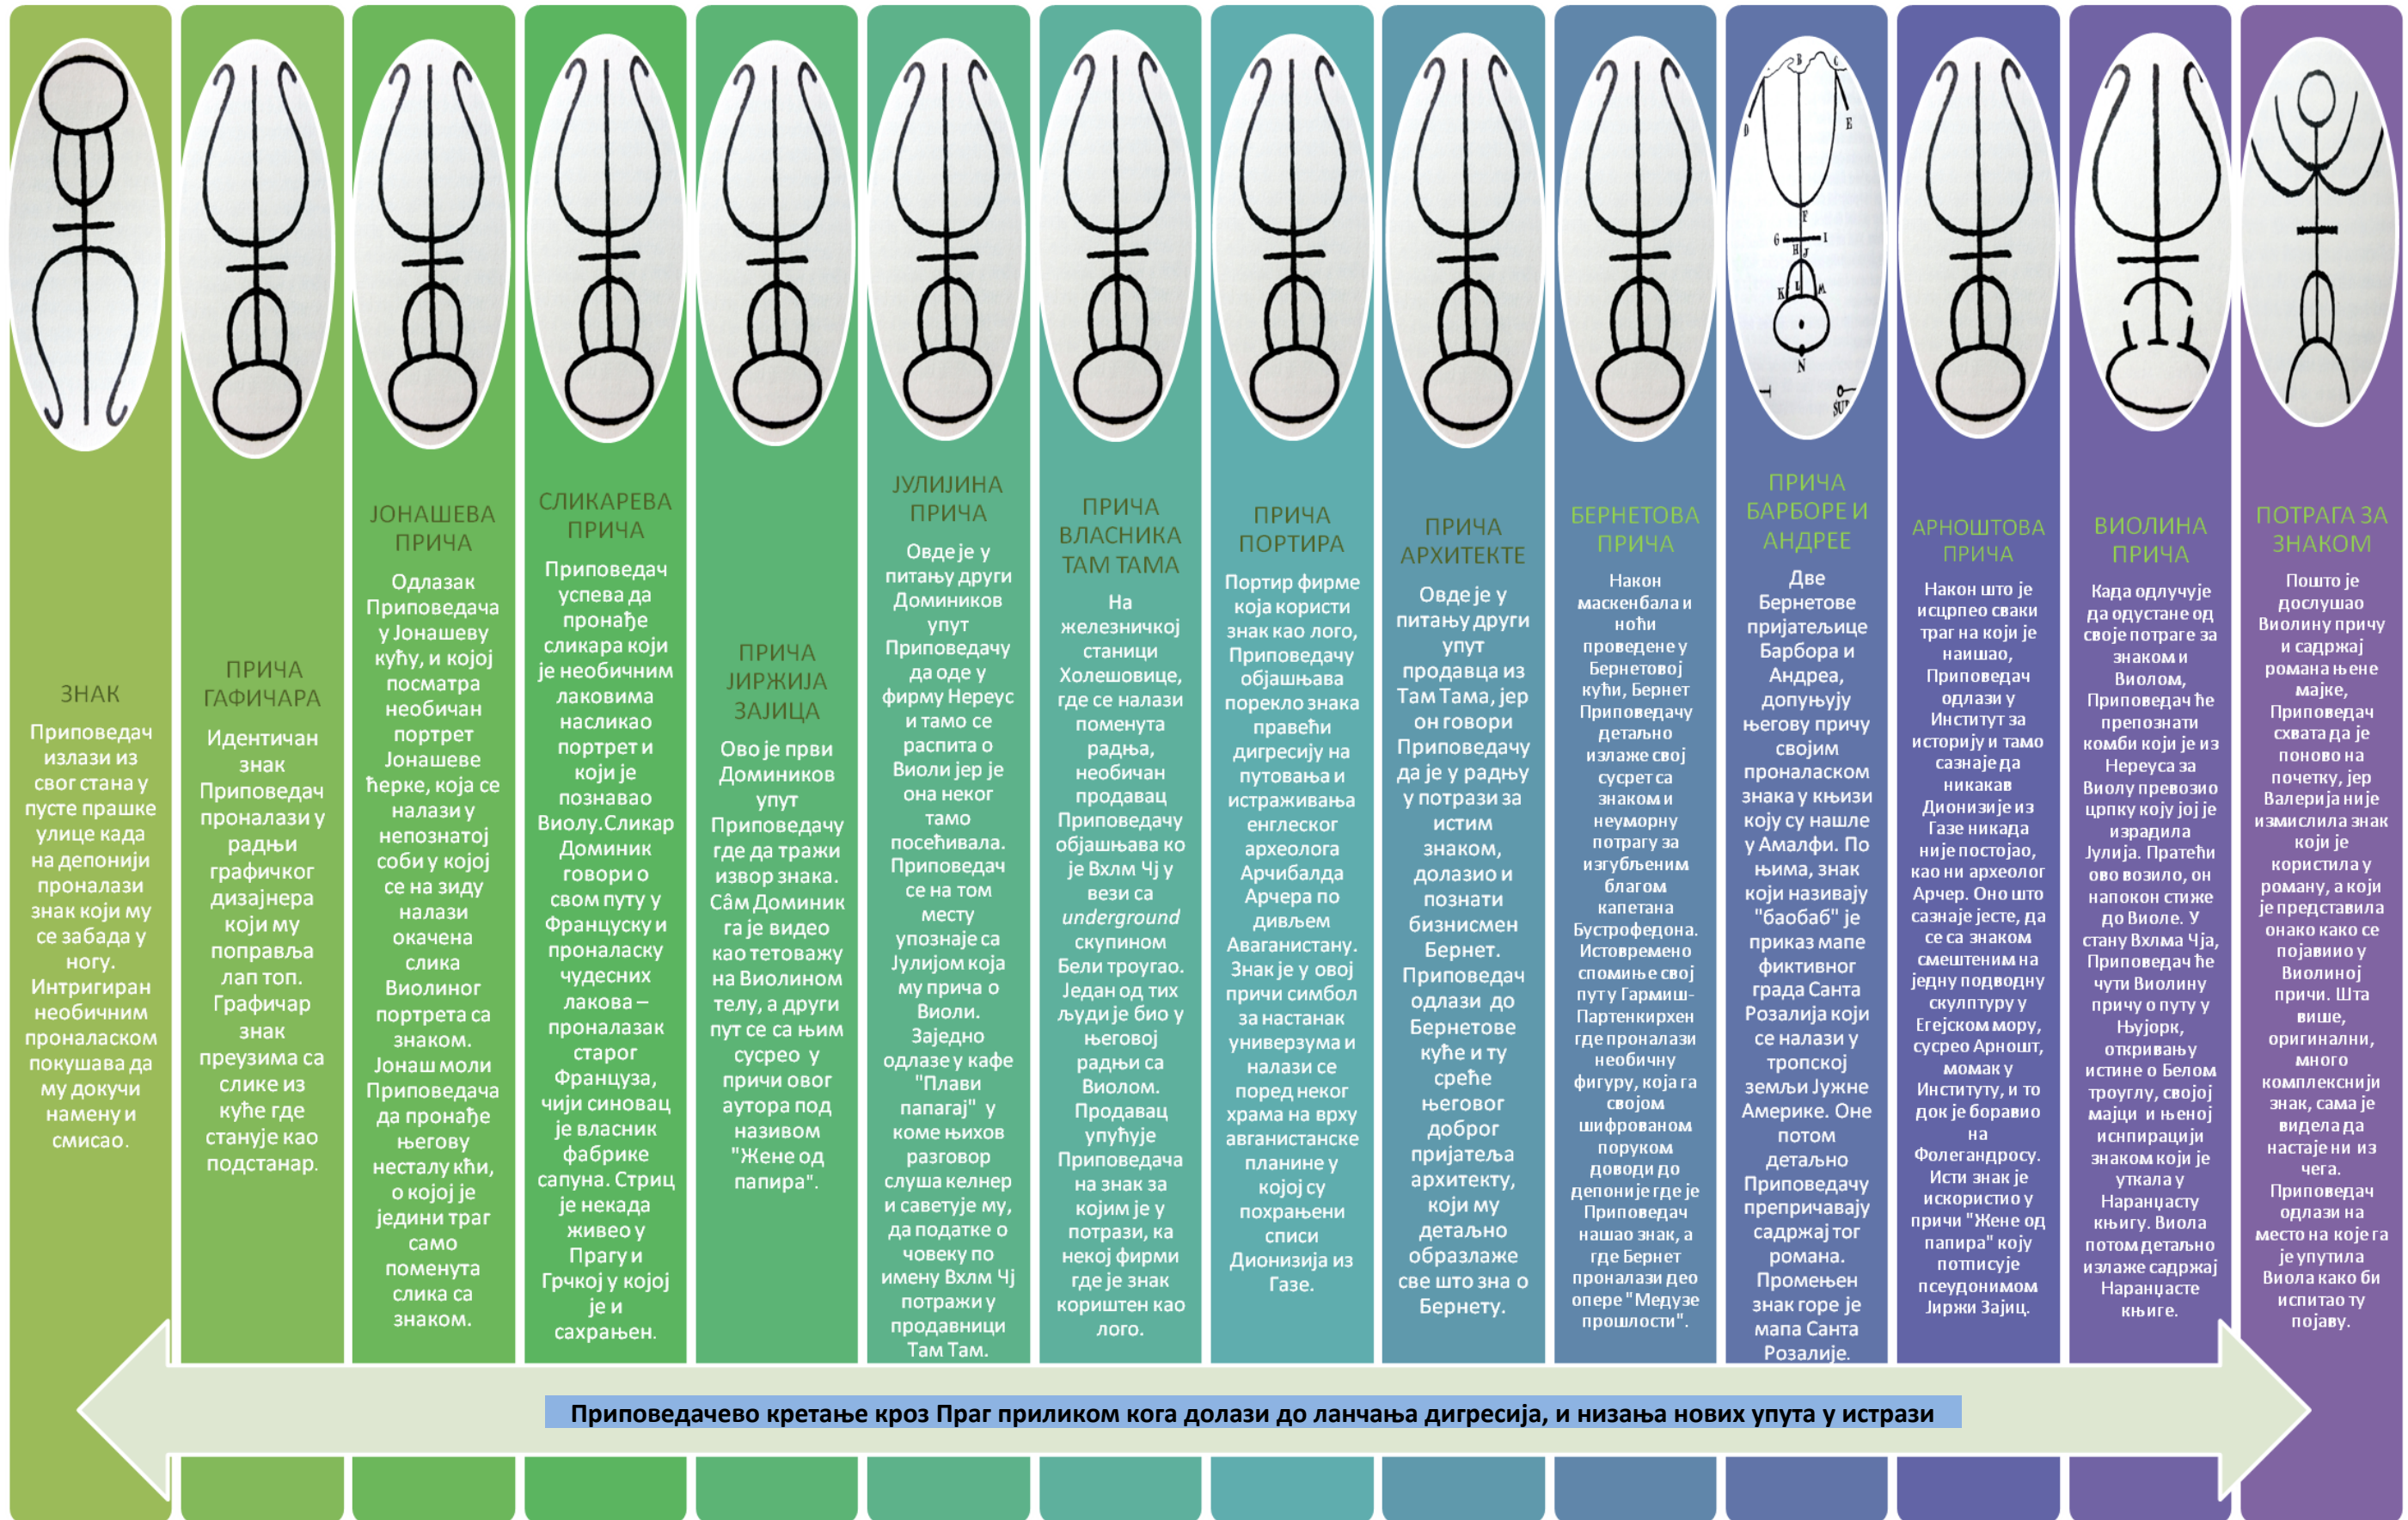 ЗНАК
Приповедач
излази из
свог стана у
пусте прашке
улице када
на депонији
проналази
знак који му
се забада у
ногу.
Интригиран
необичним
проналаском
покушава да
му докучи
намену и
смисао.
ПРИЧА
ГАФИЧАРА
Идентичан
знак
Приповедач
проналази у
радњи
графичког
дизајнера
који му
поправља
лап топ.
Графичар
знак
преузима са
слике из
куће где
станује као
подстанар.
ЈОНАШЕВА
ПРИЧА
Одлазак
Приповедача
у Јонашеву
кућу, и којој
посматра
необичан
портрет
Јонашеве
ћерке, која се
налази у
непознатој
соби у којој
се на зиду
налази
окачена
слика
Виолиног
портрета са
знаком.
Јонаш моли
Приповедача
да пронађе
његову
несталу кћи,
о којој је
једини траг
само
поменута
слика са
знаком.
СЛИКАРЕВА
ПРИЧА
Приповедач
успева да
пронађе
сликара који
је необичним
лаковима
насликао
портрет и
који је
познавао
Виолу.Сликар
Доминик
говори о
свом путу у
Француску и
проналаску
чудесних
лакова –
проналазак
старог
Француза,
чији синовац
је власник
фабрике
сапуна. Стриц
је некада
живео у
Прагу и
Грчкој у којој
је и
сахрањен.
ПРИЧА
ЈИРЖИЈА
ЗАЈИЦА
Ово је први
Домиников
упут
Приповедачу
где да тражи
извор знака.
Сâм Доминик
га је видео
као тетоважу
на Виолином
телу, а други
пут се са њим
сусрео у
причи овог
аутора под
називом
"Жене од
папира".
ЈУЛИЈИНА
ПРИЧА
Овде је у
питању други
Домиников
упут
Приповедачу
да оде у
фирму Нереус
и тамо се
распита о
Виоли јер је
она неког
тамо
посећивала.
Приповедач
се на том
месту
упознаје са
Јулијом која
му прича о
Виоли.
Заједно
одлазе у кафе
"Плави
папагај" у
коме њихов
разговор
слуша келнер
и саветује му,
да податке о
човеку по
имену Вхлм Чј
потражи у
продавници
Там Там.
ПРИЧА
ВЛАСНИКА
ТАМ ТАМА
На
железничкој
станици
Холешовице,
где се налази
поменута
радња,
необичан
продавац
Приповедачу
објашњава ко
је Вхлм Чј у
вези са
underground
скупином
Бели троугао.
Један од тих
људи је био у
његовој
радњи са
Виолом.
Продавац
упућује
Приповедача
на знак за
којим је у
потрази, ка
некој фирми
где је знак
кориштен као
лого.
ПРИЧА
ПОРТИРА
Портир фирме
која користи
знак као лого,
Приповедачу
објашњава
порекло знака
правећи
дигресију на
путовања и
истраживања
енглеског
археолога
Арчибалда
Арчера по
дивљем
Аваганистану.
Знак је у овој
причи симбол
за настанак
универзума и
налази се
поред неког
храма на врху
авганистанске
планине у
којој су
похрањени
списи
Дионизија из
Газе.
ПРИЧА
АРХИТЕКТЕ
Овде је у
питању други
упут
продавца из
Там Тама, јер
он говори
Приповедачу
да је у радњу
у потрази за
истим
знаком,
долазио и
познати
бизнисмен
Бернет.
Приповедач
одлази до
Бернетове
куће и ту
среће
његовог
доброг
пријатеља
архитекту,
који му
детаљно
образлаже
све што зна о
Бернету.
БЕРНЕТОВА
ПРИЧА
Након
маскенбала и
ноћи
проведене у
Бернетовој
кући, Бернет
Приповедачу
детаљно
излаже свој
сусрет са
знаком и
неуморну
потрагу за
изгубљеним
благом
капетана
Бустрофедона.
Истовремено
спомиње свој
пут у Гармиш-
Партенкирхен
где проналази
необичну
фигуру, која га
својом
шифрованом
поруком
доводи до
депоније где је
Приповедач
нашао знак, а
где Бернет
проналази део
опере "Медузе
прошлости".
B C
D E
F
G I
H J
K L M
N
SUR
ПРИЧА
БАРБОРЕ И
АНДРЕЕ
Две
Бернетове
пријатељице
Барбора и
Андреа,
допуњују
његову причу
својим
проналаском
знака у књизи
коју су нашле
у Амалфи. По
њима, знак
који називају
"баобаб" је
приказ мапе
фиктивног
града Санта
Розалија који
се налази у
тропској
земљи Јужне
Америке. Оне
потом
детаљно
Приповедачу
препричавају
садржај тог
романа.
Промењен
знак горе је
мапа Санта
Розалије.
АРНОШТОВА
ПРИЧА
Након што је
исцрпео сваки
траг на који је
наишао,
Приповедач
одлази у
Институт за
историју и тамо
сазнаје да
никакав
Дионизије из
Газе никада
није постојао,
као ни археолог
Арчер. Оно што
сазнаје јесте, да
се са знаком
смештеним на
једну подводну
скулптуру у
Егејском мору,
сусрео Арношт,
момак у
Институту, и то
док је боравио
на
Фолегандросу.
Исти знак је
искористио у
причи "Жене од
папира" коју
потписује
псеудонимом
Јиржи Зајиц.
ВИОЛИНА
ПРИЧА
Када одлучује
да одустане од
своје потраге за
знаком и
Виолом,
Приповедач ће
препознати
комби који је из
Нереуса за
Виолу превозио
црпку коју јој је
израдила
Јулија. Пратећи
ово возило, он
напокон стиже
до Виоле. У
стану Вхлма Чја,
Приповедач ће
чути Виолину
причу о путу у
Њујорк,
откривању
истине о Белом
троуглу, својој
мајци и њеној
иснпирацији
знаком који је
уткала у
Наранџасту
књигу. Виола
потом детаљно
излаже садржај
Наранџасте
књиге.
ПОТРАГА ЗА
ЗНАКОМ
Пошто је
дослушао
Виолину причу
и садржај
романа њене
мајке,
Приповедач
схвата да је
поново на
почетку, јер
Валерија није
измислила знак
који је
користила у
роману, а који
је представила
онако како се
појавиио у
Виолиној
причи. Шта
више,
оригинални,
много
комплекснији
знак, сама је
видела да
настаје ни из
чега.
Приповедач
одлази на
место на које га
је упутила
Виола како би
испитао ту
појаву.
Приповедачево кретање кроз Праг приликом кога долази до ланчања дигресија, и низања нових упута у истрази